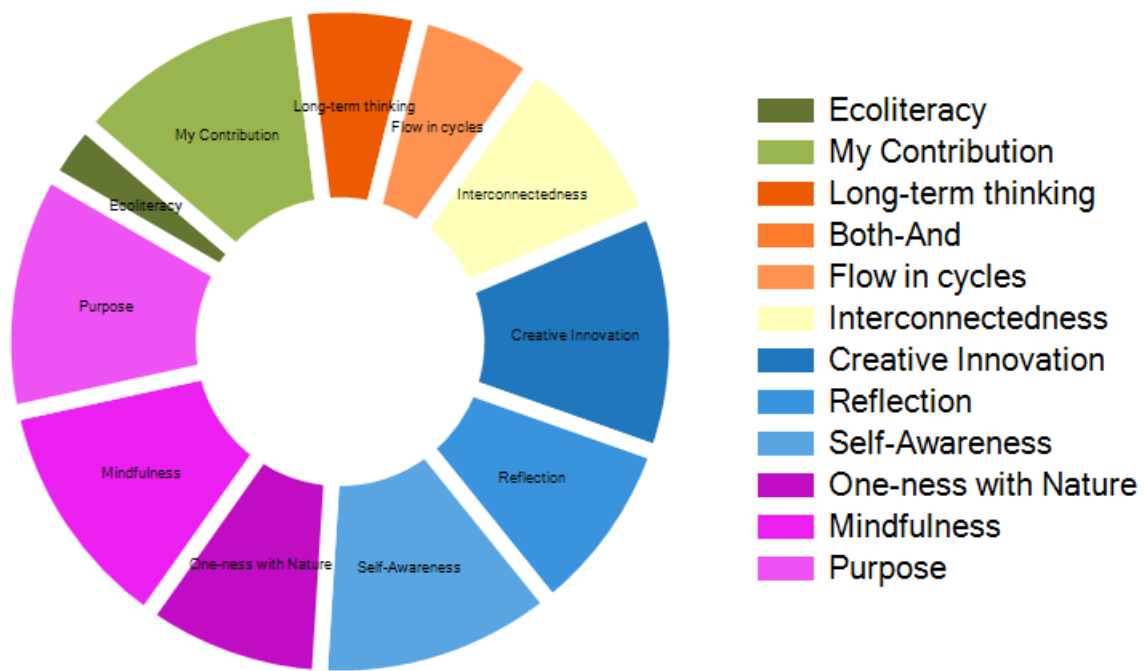 Long-term thinking
Flow in cycles
My Contribution
Interconnectedness
Ecoliteracy
Purpose
Creative Innovation
Mindfulness
Reflection
One-ness with Nature
Self-Awareness
Ecoliteracy
My Contribution
Long-term thinking
Both-And
Flow in cycles
Interconnectedness
Creative Innovation
Reflection
Self-Awareness
One-ness with Nature
Mindfulness
Purpose